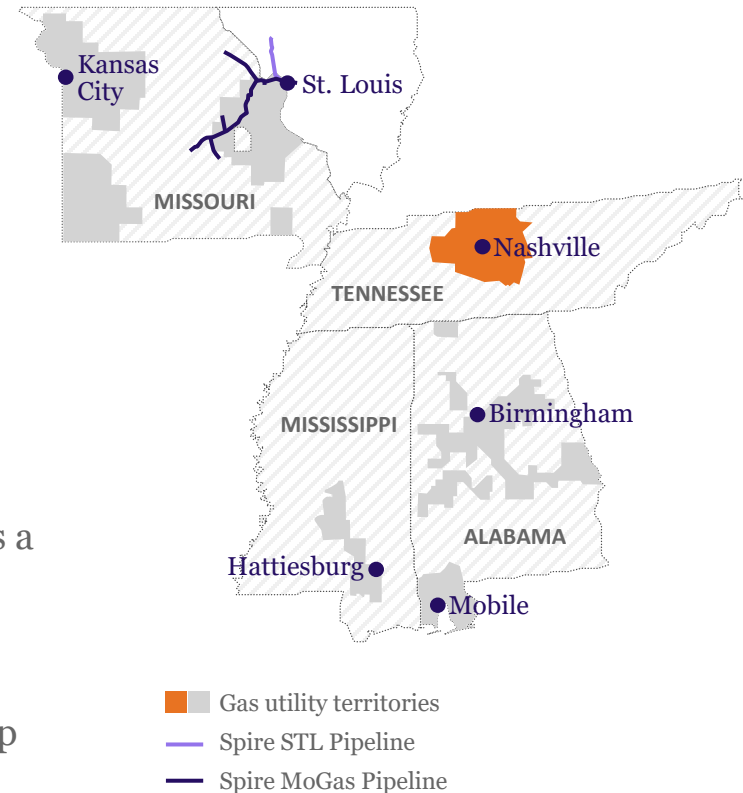 Kansas
City
St. Louis
MISSOURI
Nashville
TENNESSEE
Birmingham
MISSISSIPPI
s a
ALABAMA
Hattiesburg
Mobile
Gas utility territories
p
Spire STL Pipeline
Spire MoGas Pipeline